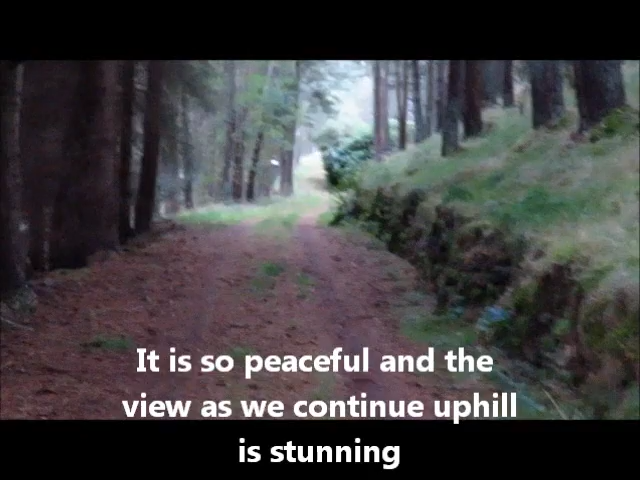 It is so peaceful and the
view as we continue uphill
is stunning